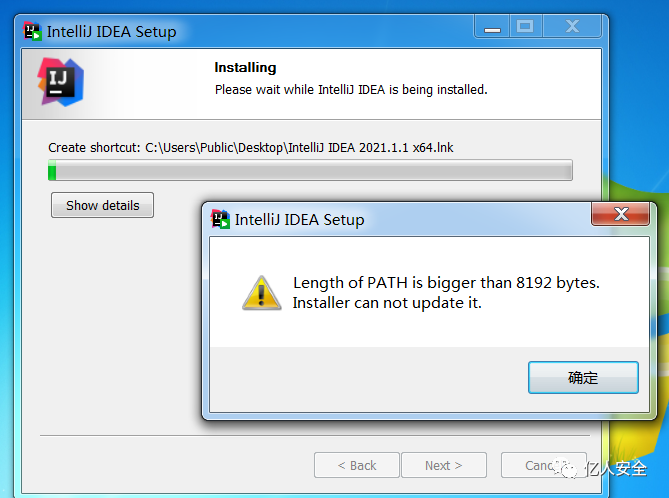 IntelliJ IDEA Setup
IJ
Installing
Please wait while IntelliJ IDEA is being installed.
Create shortcut: C:\Users\Public\Desktop\IntelliJ IDEA 2021.1.1 x64.lnk
Show details
IntelliJ IDEA Setup
Length of PATH is bigger than 8192 bytes.
Installer can not update it.
确定
< Back
Next >
亿人安全